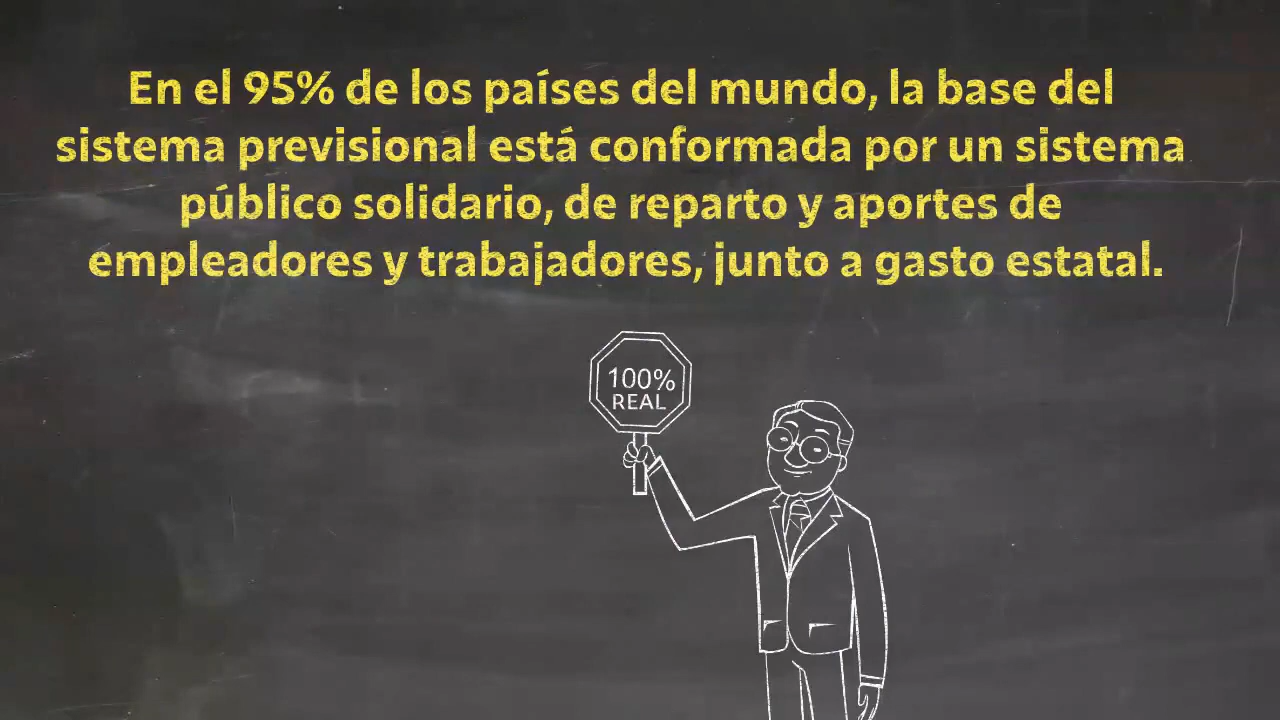 En el 95% de los países del mundo, la base del
sistema previsional está conformada por un sistema
público solidario, de reparto y aportes de
empleadores y trabajadores, junto a gasto estatal.
100%
REAL